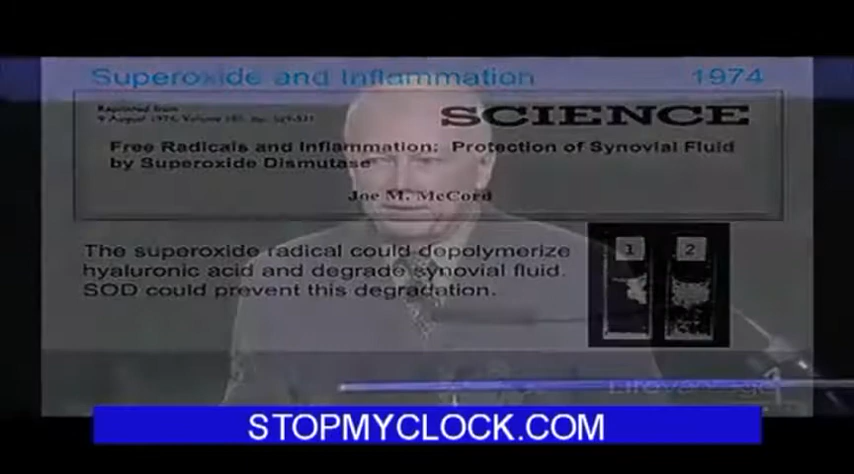 Superoxide and Inflammation 1974
Reprinted from
SCIENCE
Free Radicals and Inflammation: Protection of Synovial Fluid
by Superoxide Dismutase
Joe M. McCord
The superoxide radical could depolymerize
hyaluronic acid and degrade synovial fluid.
SOD could prevent this degradation.
1 2
STOPMYCLOCK.COM